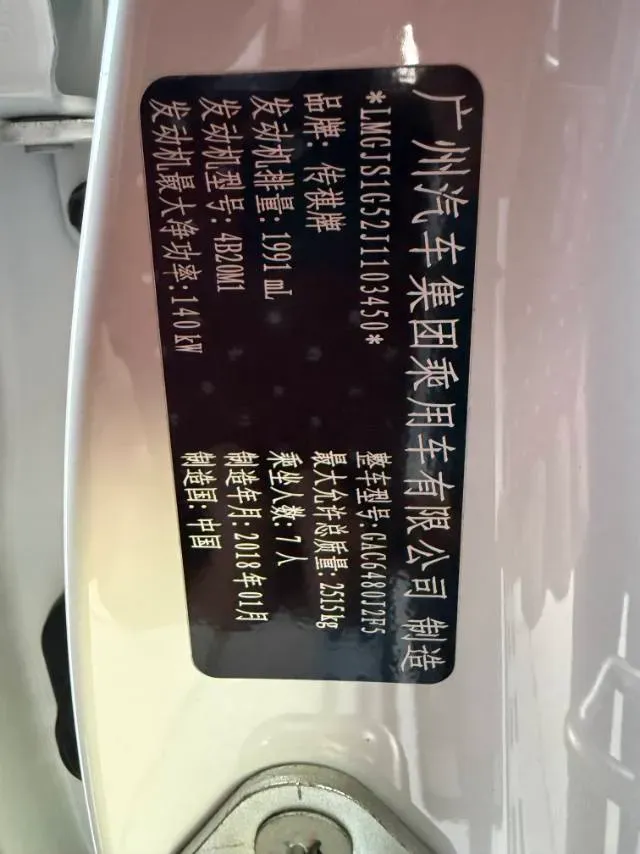 广州汽车集团乘用车有限公司 制造
*LMGJS1G52J1103450*
整车型号:GAC6480J2F5
品牌: 传祺牌
最大允许总质量: 2515kg
发动机排量: 1991 mL
乘坐人数: 7 人
发动机型号: 4B20M1
制造年月: 2018年01月
发动机最大净功率: 140kW
制造国: 中国